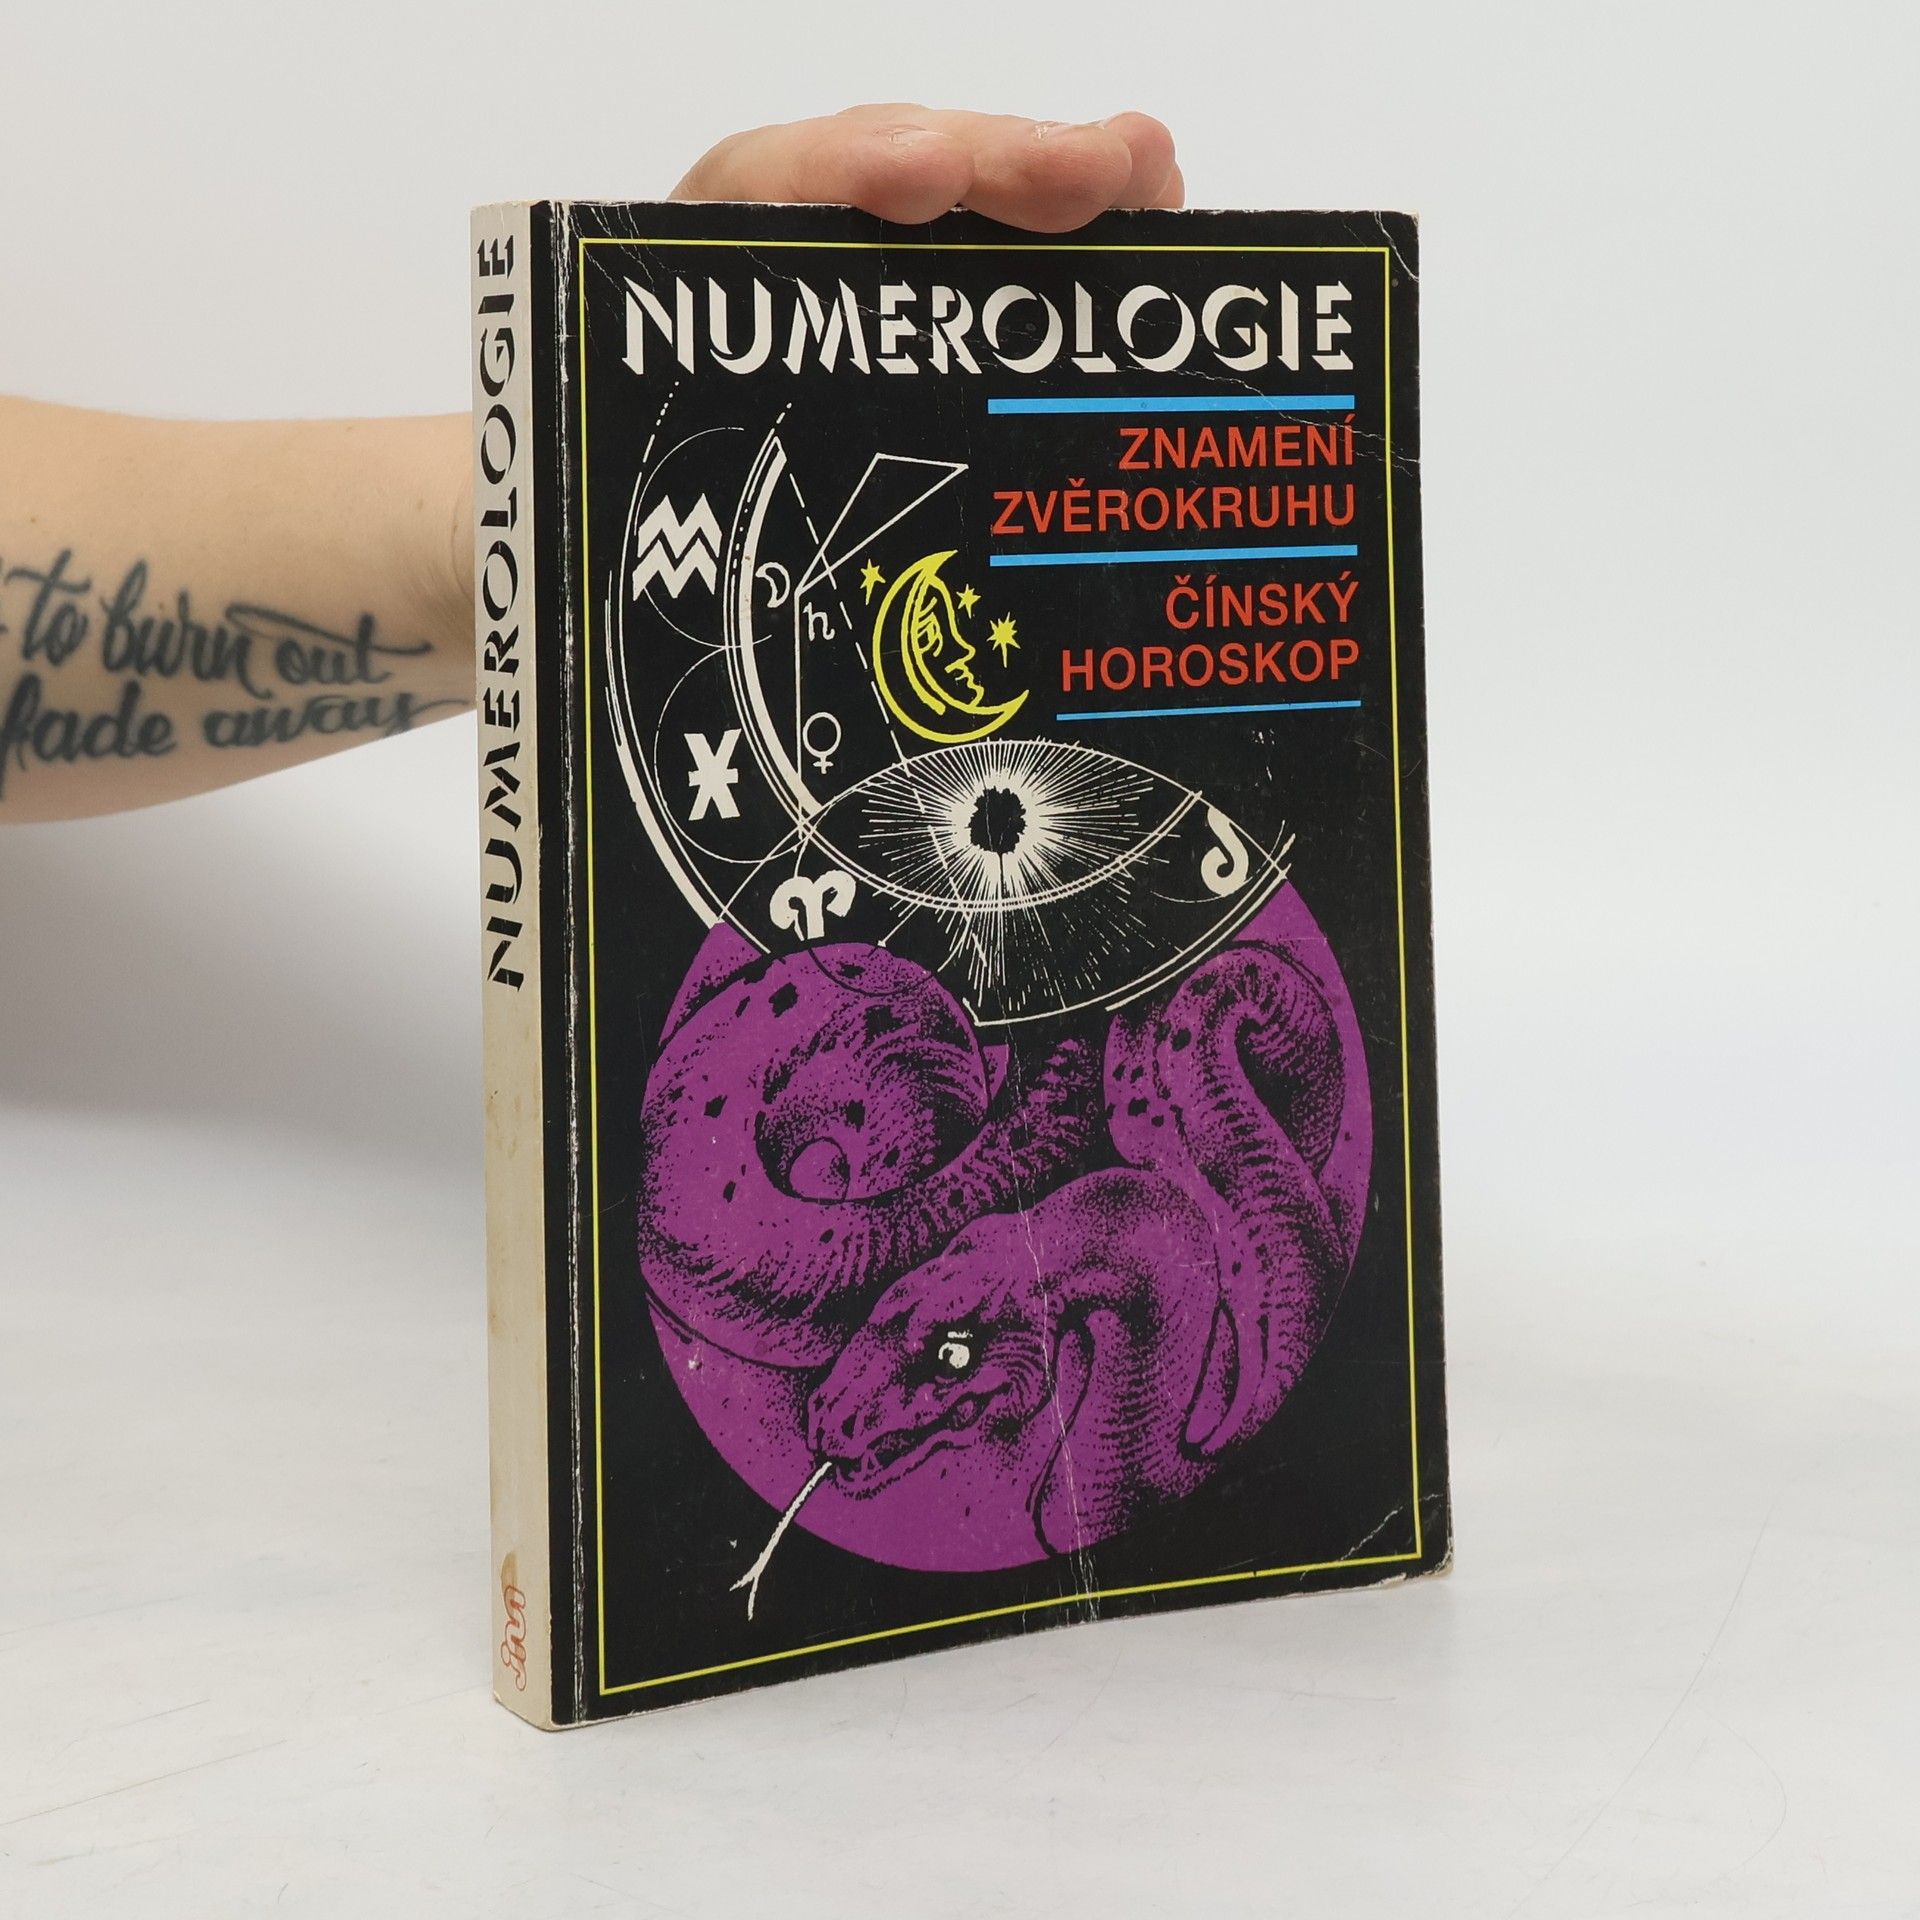 NUMEROLOGIE
ZNAMENÍ
ZVĚROKRUHU
ČÍNSKÝ
HOROSKOP
NUMEROLOGIE
to burn out
fade away